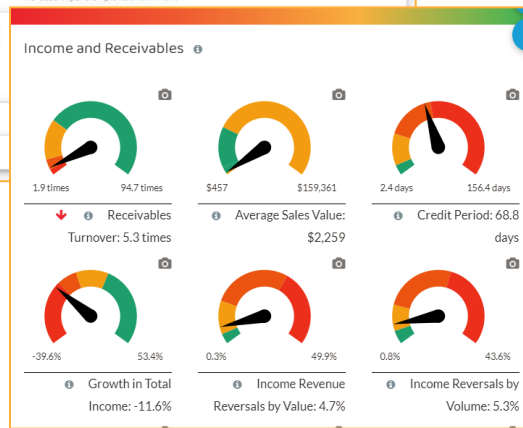 Income and Receivables
1.9 times 94.7 times
$457 $159,361
2.4 days 156.4 days
Receivables
Turnover: 5.3 times
Average Sales Value:
$2,259
Credit Period: 68.8
days
-39.6% 53.4%
0.3% 49.9%
0.8% 43.6%
Growth in Total
Income: -11.6%
Income Revenue
Reversals by Value: 4.7%
Income Reversals by
Volume: 5.3%